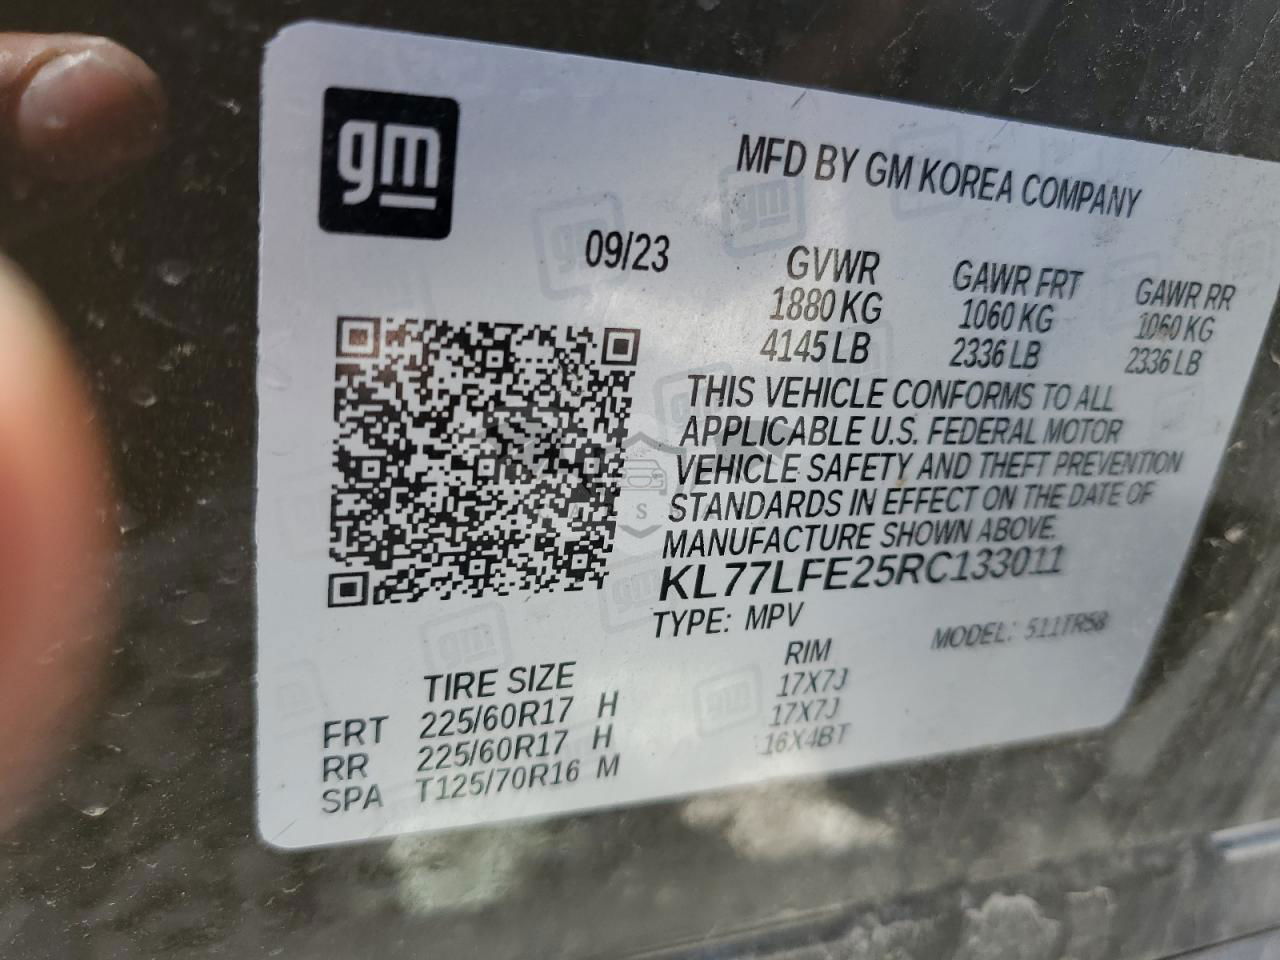 gm
MFD BY GM KOREA COMPANY
09/23
GVWR GAWR FRT GAWR RR
1880 KG 1060 KG 1060 KG
4145 LB 2336 LB 2336 LB
THIS VEHICLE CONFORMS TO ALL
APPLICABLE U.S. FEDERAL MOTOR
VEHICLE SAFETY AND THEFT PREVENTION
STANDARDS IN EFFECT ON THE DATE OF
MANUFACTURE SHOWN ABOVE.
KL77LFE25RC133011
TYPE: MPV MODEL: 511TR58
TIRE SIZE RIM
FRT 225/60R17 H 17X7J
RR 225/60R17 H 17X7J
SPA T125/70R16 M 16X4BT